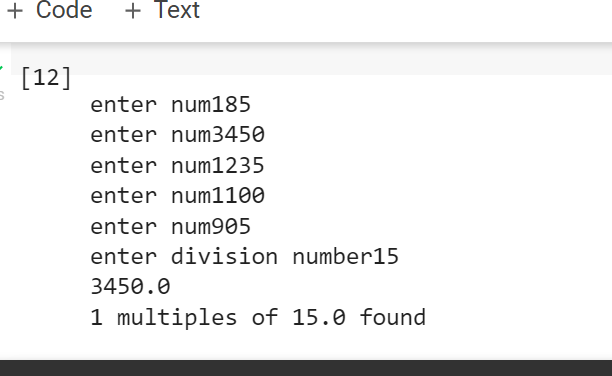 + Code + Text
[12]
enter num185
enter num3450
enter num1235
enter num1100
enter num905
enter division number15
3450.0
1 multiples of 15.0 found